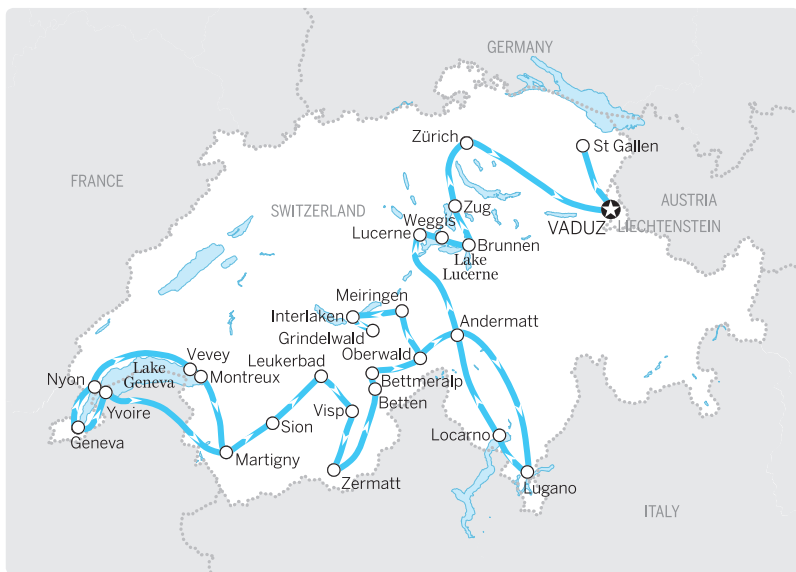 GERMANY
Zürich
St Gallen
FRANCE
AUSTRIA
SWITZERLAND
Zug
VADUZ
LIECHTENSTEIN
Weggis
Lucerne
Brunnen
Lake
Lucerne
Meiringen
Interlaken
Andermatt
Grindelwald
Vevey
Leukerbad
Oberwald
Lake
Geneva
Nyon
Montreux
Bettmeralp
Yvoire
Visp
Betten
Sion
Locarno
Geneva
Martigny
Zermatt
Lugano
ITALY